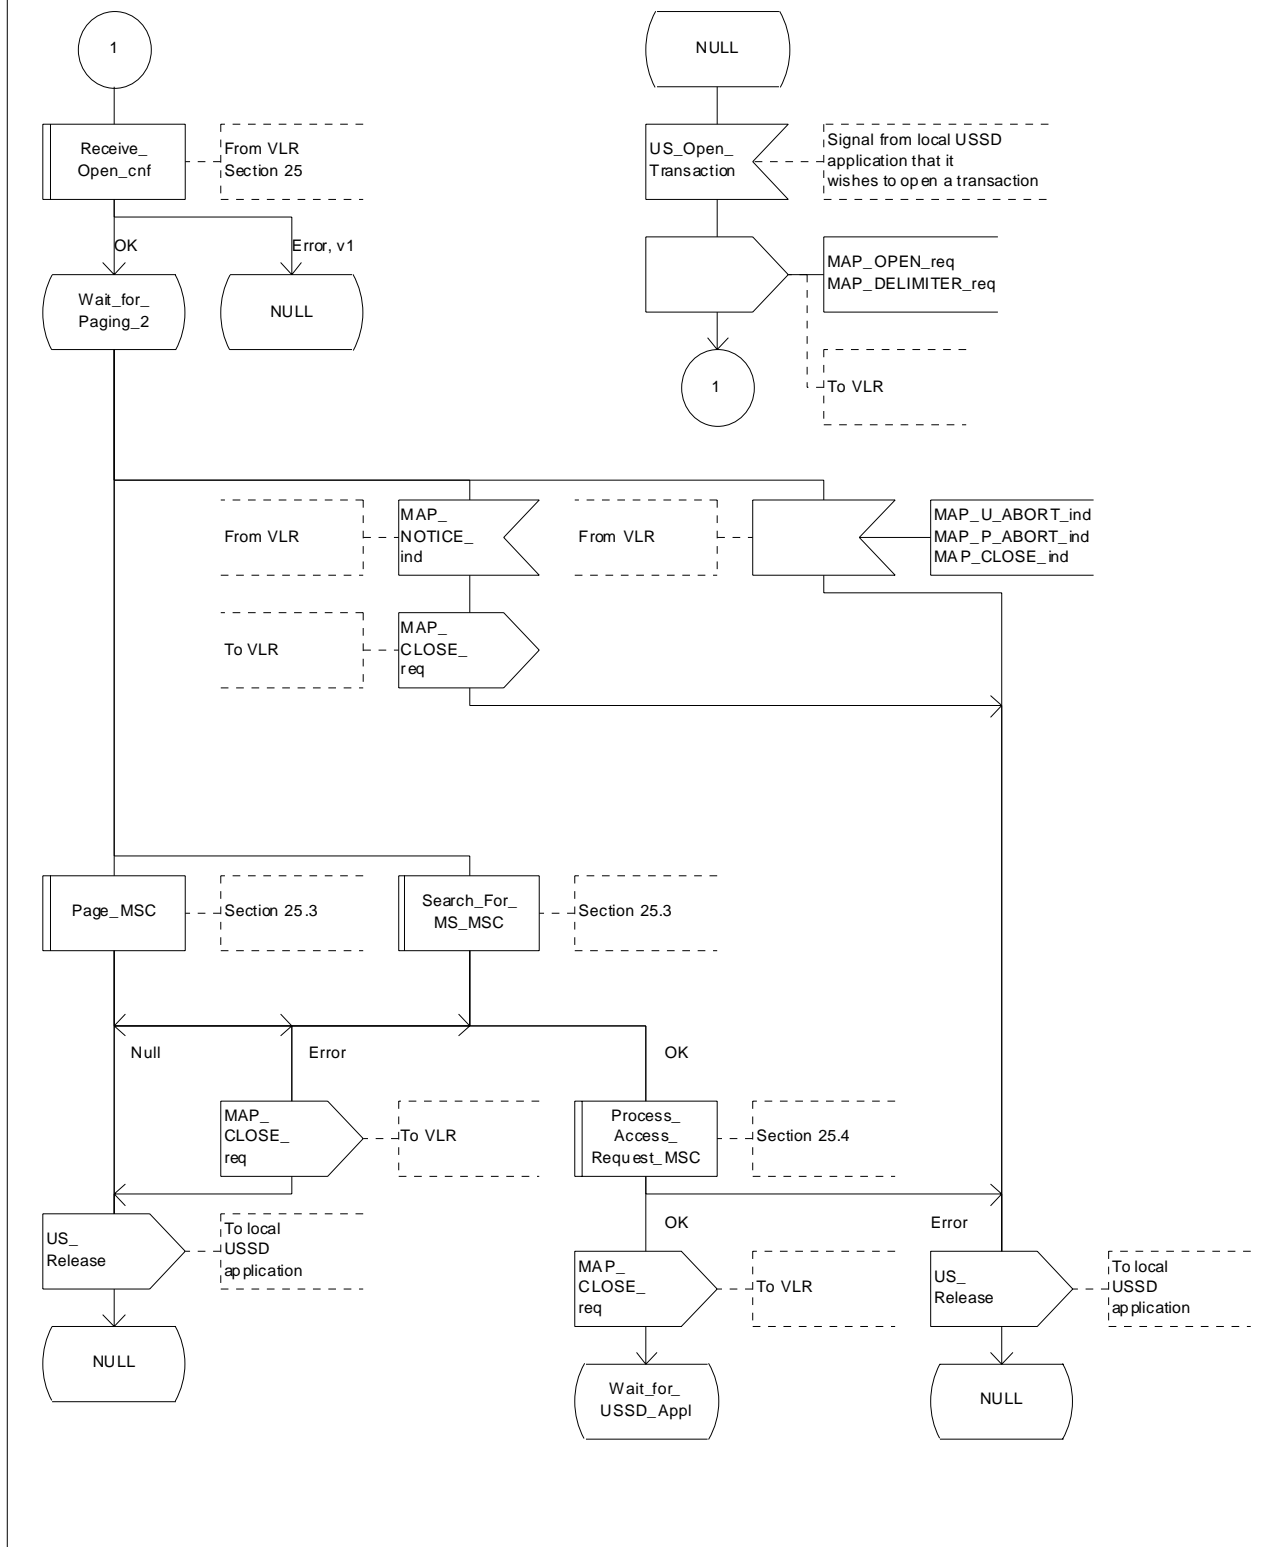 1
NULL
Receive_
Open_cnf
From VLR
Section 25
US_Open_
Transaction
Signal from local USSD
application that it
wishes to open a transaction
OK
Error, v1
MAP_OPEN_req
MAP_DELIMITER_req
Wait_for_
Paging_2
NULL
1
To VLR
From VLR
MAP_
NOTICE_
ind
From VLR
MAP_U_ABORT_ind
MAP_P_ABORT_ind
MAP_CLOSE_ind
To VLR
MAP_
CLOSE_
req
Page_MSC
Section 25.3
Search_For_
MS_MSC
Section 25.3
Null
Error
OK
MAP_
CLOSE_
req
To VLR
Process_
Access_
Request_MSC
Section 25.4
US_
Release
To local
USSD
application
OK
Error
MAP_
CLOSE_
req
To VLR
US_
Release
To local
USSD
application
NULL
Wait_for_
USSD_Appl
NULL